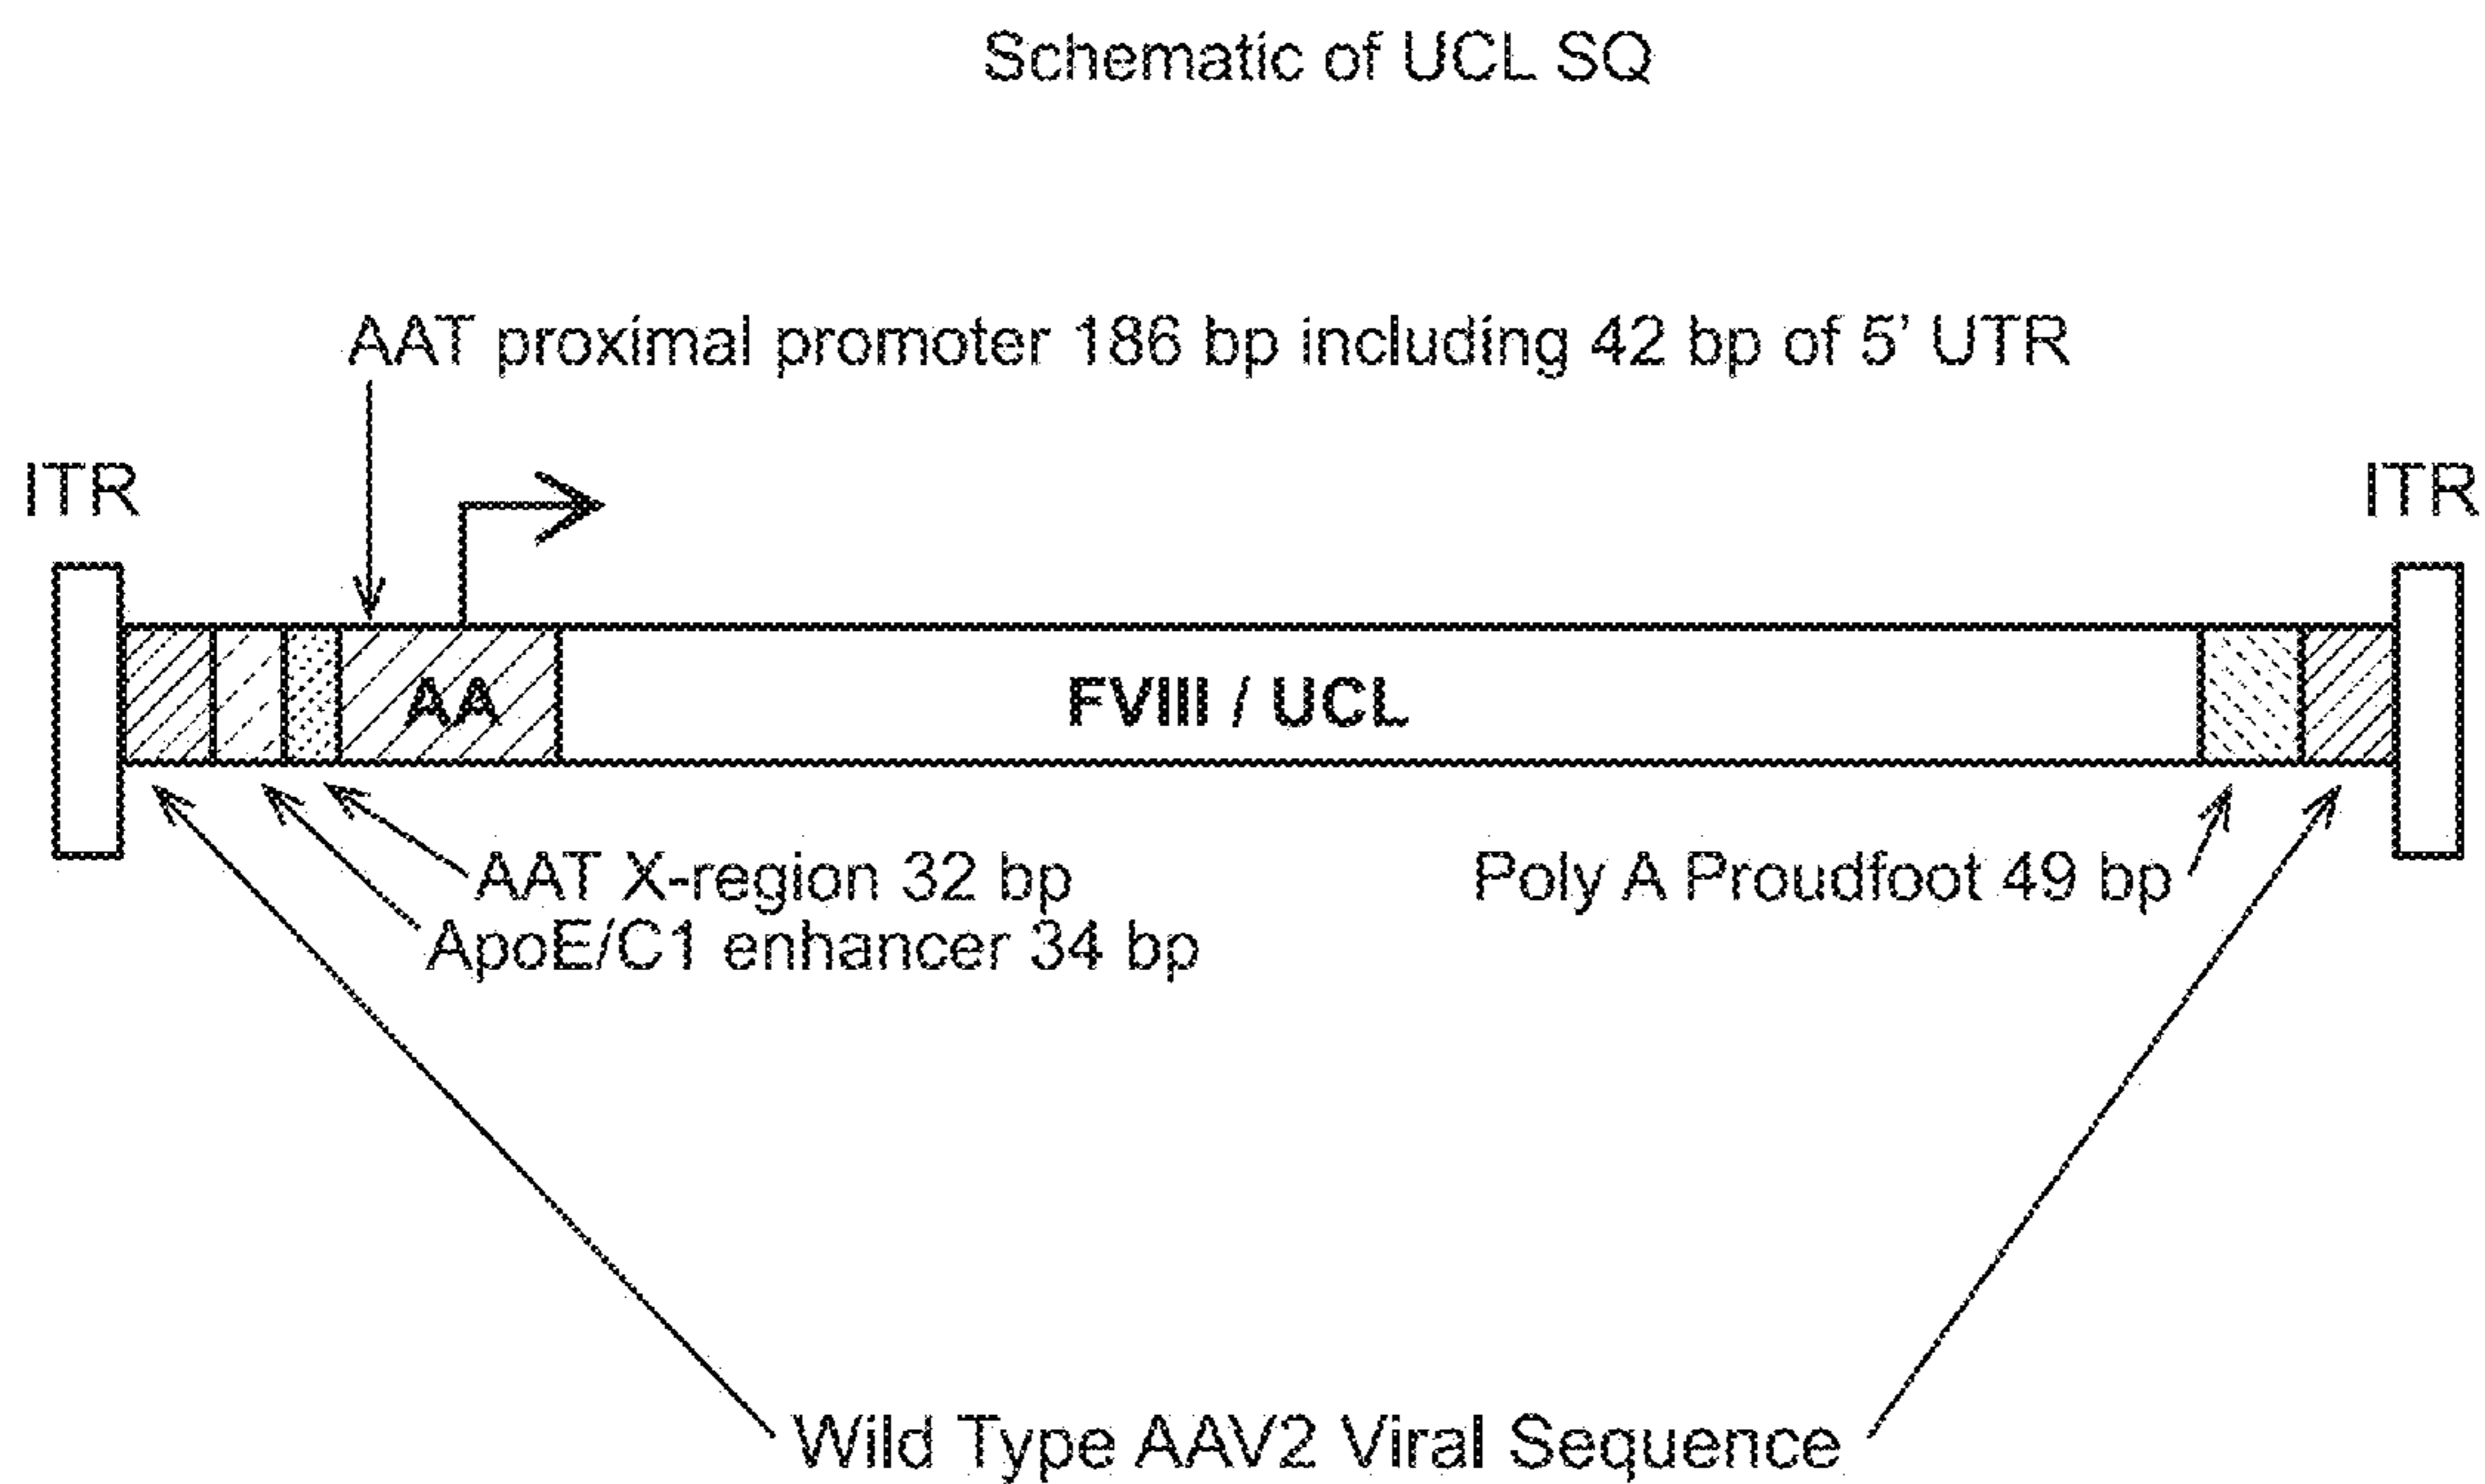 Schematic of UCL SQ
AAT proximal promoter 186 bp including 42 bp of 5' UTR
ITR
ITR
AA
FVIII / UCL
AAT X-region 32 bp
Poly A Proudfoot 49 bp
ApoE/C1 enhancer 34 bp
Wild Type AAV2 Viral Sequence